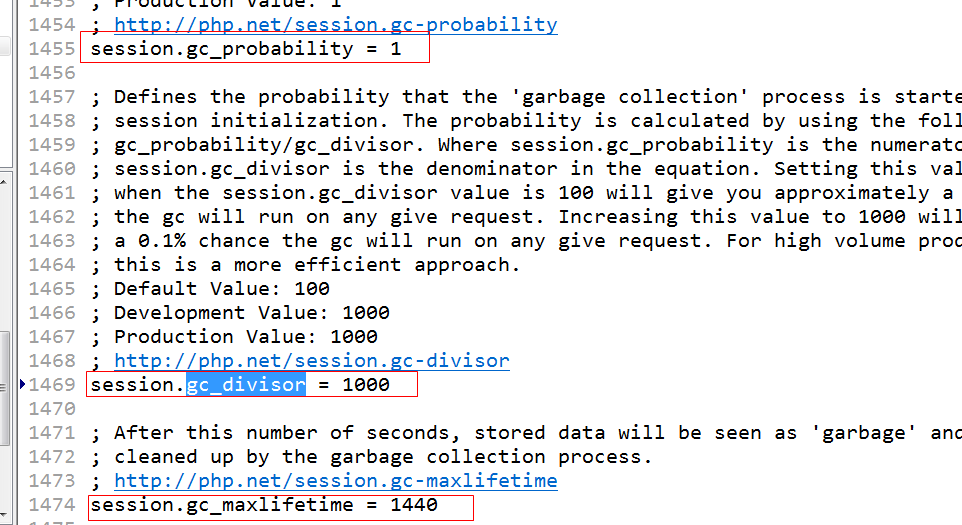 1453 ; Production Value: 1
1454 ; http://php.net/session.gc-probability
1455 session.gc_probability = 1
1456
1457 ; Defines the probability that the 'garbage collection' process is starte
1458 ; session initialization. The probability is calculated by using the foll
1459 ; gc_probability/gc_divisor. Where session.gc_probability is the numerato
1460 ; session.gc_divisor is the denominator in the equation. Setting this val
1461 ; when the session.gc_divisor value is 100 will give you approximately a
1462 ; the gc will run on any give request. Increasing this value to 1000 will
1463 ; a 0.1% chance the gc will run on any give request. For high volume prod
1464 ; this is a more efficient approach.
1465 ; Default Value: 100
1466 ; Development Value: 1000
1467 ; Production Value: 1000
1468 ; http://php.net/session.gc-divisor
1469 session.gc_divisor = 1000
1470
1471 ; After this number of seconds, stored data will be seen as 'garbage' and
1472 ; cleaned up by the garbage collection process.
1473 ; http://php.net/session.gc-maxlifetime
1474 session.gc_maxlifetime = 1440